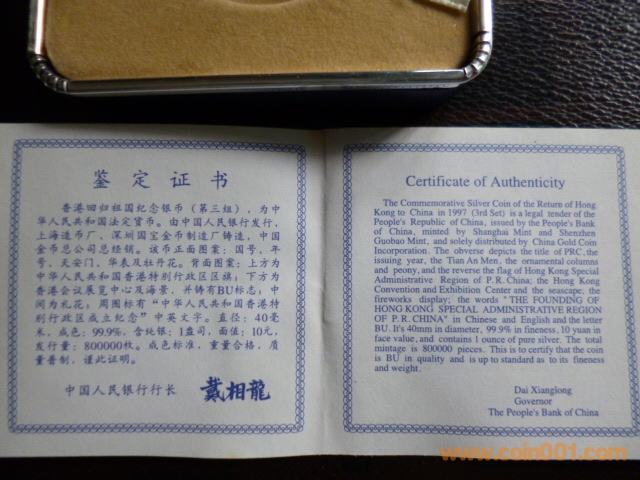 鉴定证书
香港回归祖国纪念银币（第三组），为中
华人民共和国法定货币。由中国人民银行发行，
上海造币厂、深圳国宝金币制造厂铸造，中国
金币总公司总经销。该币正面图案：国号、年
号、天安门、华表及牡丹花。背面图案：上方为
中华人民共和国香港特别行政区区旗；下方为
香港会议展览中心及海景，并铸有BU标志；中
间为礼花；周围标有“中华人民共和国香港特
别行政区成立纪念”中英文字。直径：40毫
米，成色：99.9%，含纯银：1盎司，面值：10元，
发行量：800000枚。成色标准，重量合格，质
量普制，谨此证明。
中国人民银行行长 戴相龍
Certificate of Authenticity
The Commemorative Silver Coin of the Return of Hong
Kong to China in 1997 (3rd Set) is a legal tender of the
People's Republic of China, issued by the People's Bank
of China, minted by Shanghai Mint and Shenzhen
Guobao Mint, and solely distributed by China Gold Coin
Incorporation. The obverse depicts the title of PRC, the
issuing year, the Tian An Men, the ornamental columns
and peony, and the reverse the flag of Hong Kong Special
Administrative Region of P.R. China; the Hong Kong
Convention and Exhibition Center and the seascape; the
fireworks display; the words "THE FOUNDING OF
HONG KONG SPECIAL ADMINISTRATIVE REGION
OF P.R. CHINA" in Chinese and English and the letter
BU. It's 40mm in diameter, 99.9% in fineness, 10 yuan in
face value, and contains 1 ounce of pure silver. The total
mintage is 800000 pieces. This is to certify that the coin
is BU in quality and is up to standard as to its fineness
and weight.
Dai Xianglong
Governor
The People's Bank of China
www.coin001.com